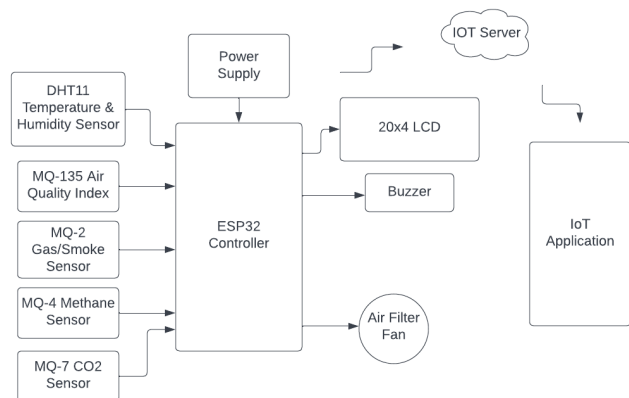 IOT Server
Power
Supply
DHT11
Temperature &
Humidity Sensor
20x4 LCD
MQ-135 Air
Quality Index
Buzzer
ESP32
Controller
IoT
Application
MQ-2
Gas/Smoke
Sensor
MQ-4 Methane
Sensor
Air Filter
Fan
MQ-7 CO2
Sensor